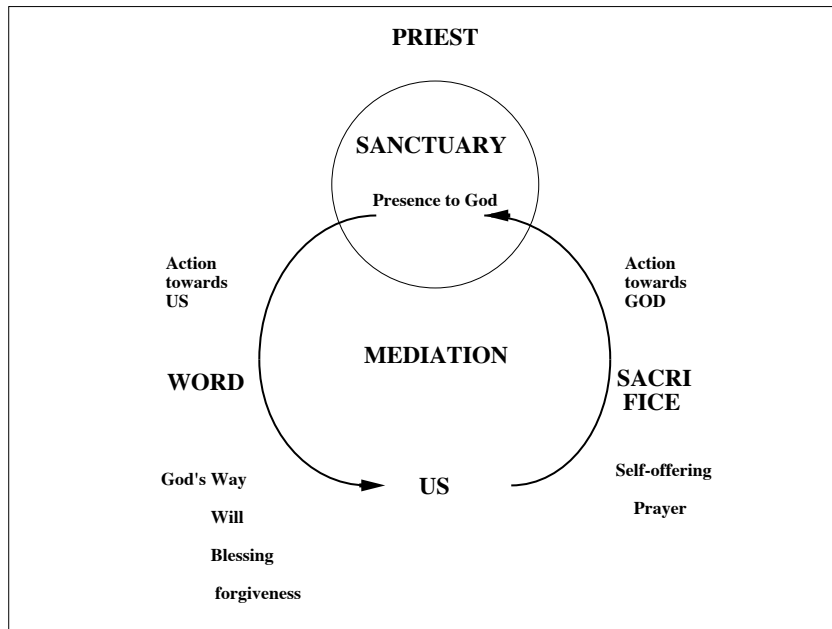 PRIEST
SANCTUARY
Presence to God
Action
towards
US
Action
towards
GOD
MEDIATION
WORD
SACRI
FICE
God's Way
Will
Blessing
forgiveness
US
Self-offering
Prayer